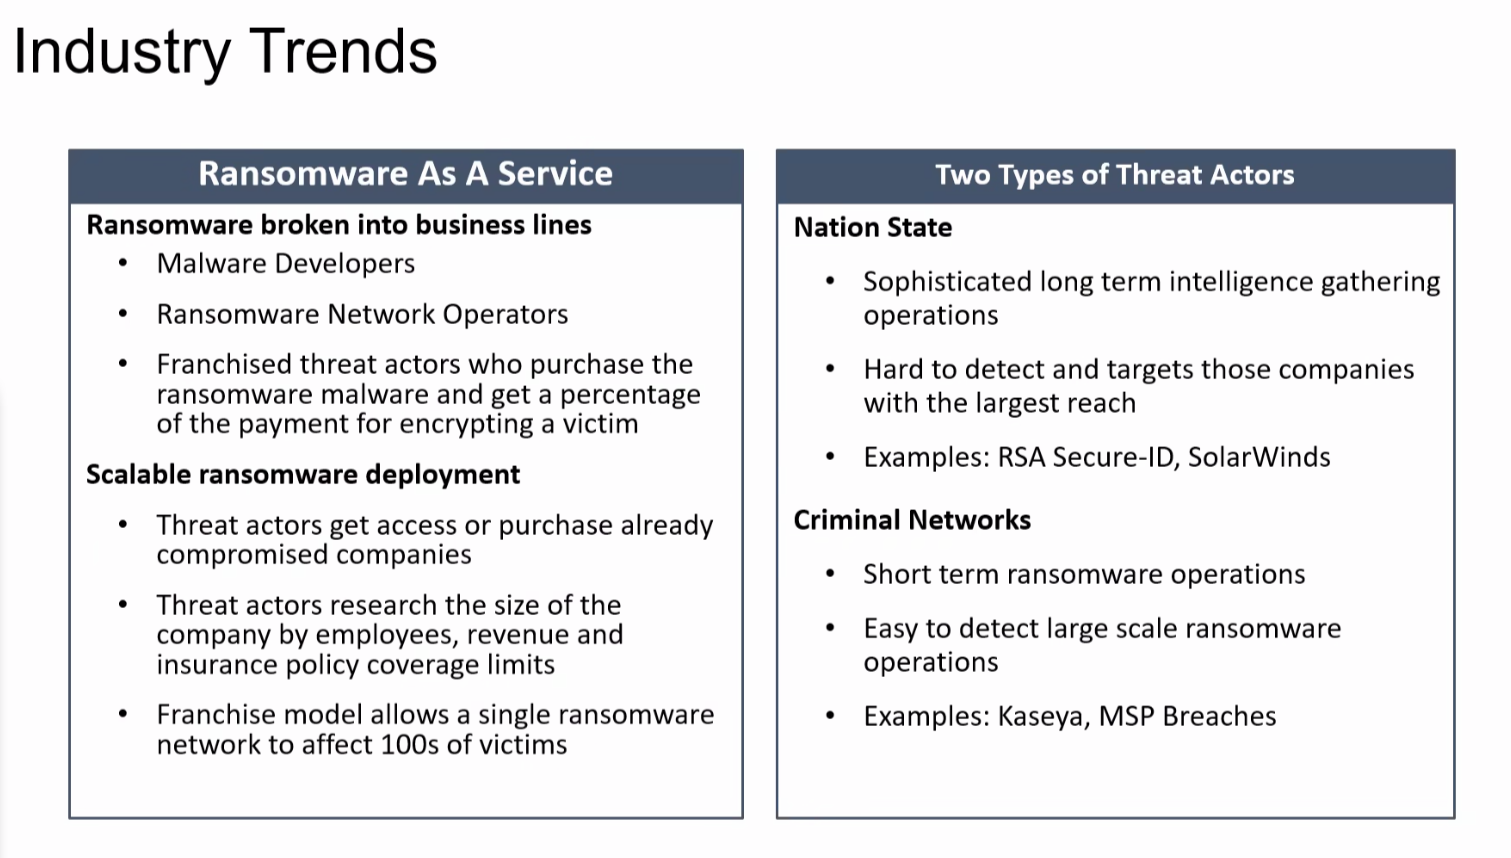 Industry Trends
Ransomware As A Service
Ransomware broken into business lines
• Malware Developers
• Ransomware Network Operators
• Franchised threat actors who purchase the
ransomware malware and get a percentage
of the payment for encrypting a victim
Scalable ransomware deployment
• Threat actors get access or purchase already
compromised companies
• Threat actors research the size of the
company by employees, revenue and
insurance policy coverage limits
• Franchise model allows a single ransomware
network to affect 100s of victims
Two Types of Threat Actors
Nation State
• Sophisticated long term intelligence gathering
operations
• Hard to detect and targets those companies
with the largest reach
• Examples: RSA Secure-ID, SolarWinds
Criminal Networks
• Short term ransomware operations
• Easy to detect large scale ransomware
operations
• Examples: Kaseya, MSP Breaches